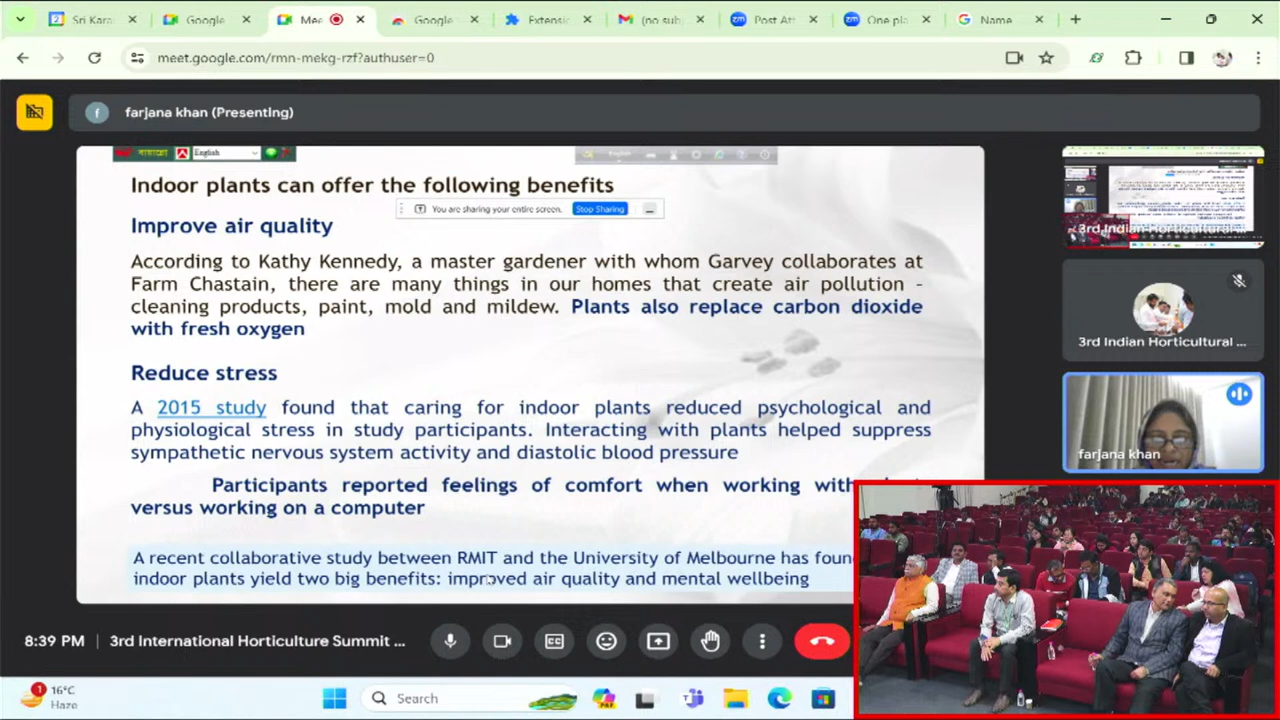 Sri Kara
Google
Mee
Google
Extensio
(no sub
Post Att
One pla
Name
meet.google.com/rmn-mekg-rzf?authuser=0
f farjana khan (Presenting)
English
You are sharing your entire screen. Stop Sharing
Indoor plants can offer the following benefits
Improve air quality
According to Kathy Kennedy, a master gardener with whom Garvey collaborates at
Farm Chastain, there are many things in our homes that create air pollution -
cleaning products, paint, mold and mildew. Plants also replace carbon dioxide
with fresh oxygen
Reduce stress
A 2015 study found that caring for indoor plants reduced psychological and
physiological stress in study participants. Interacting with plants helped suppress
sympathetic nervous system activity and diastolic blood pressure
Participants reported feelings of comfort when working with
versus working on a computer
A recent collaborative study between RMIT and the University of Melbourne has foun
indoor plants yield two big benefits: improved air quality and mental wellbeing
3rd Indian Horticultural
3rd Indian Horticultural ...
farjana khan
8:39 PM | 3rd International Horticulture Summit ...
1
16°C
Haze
Search